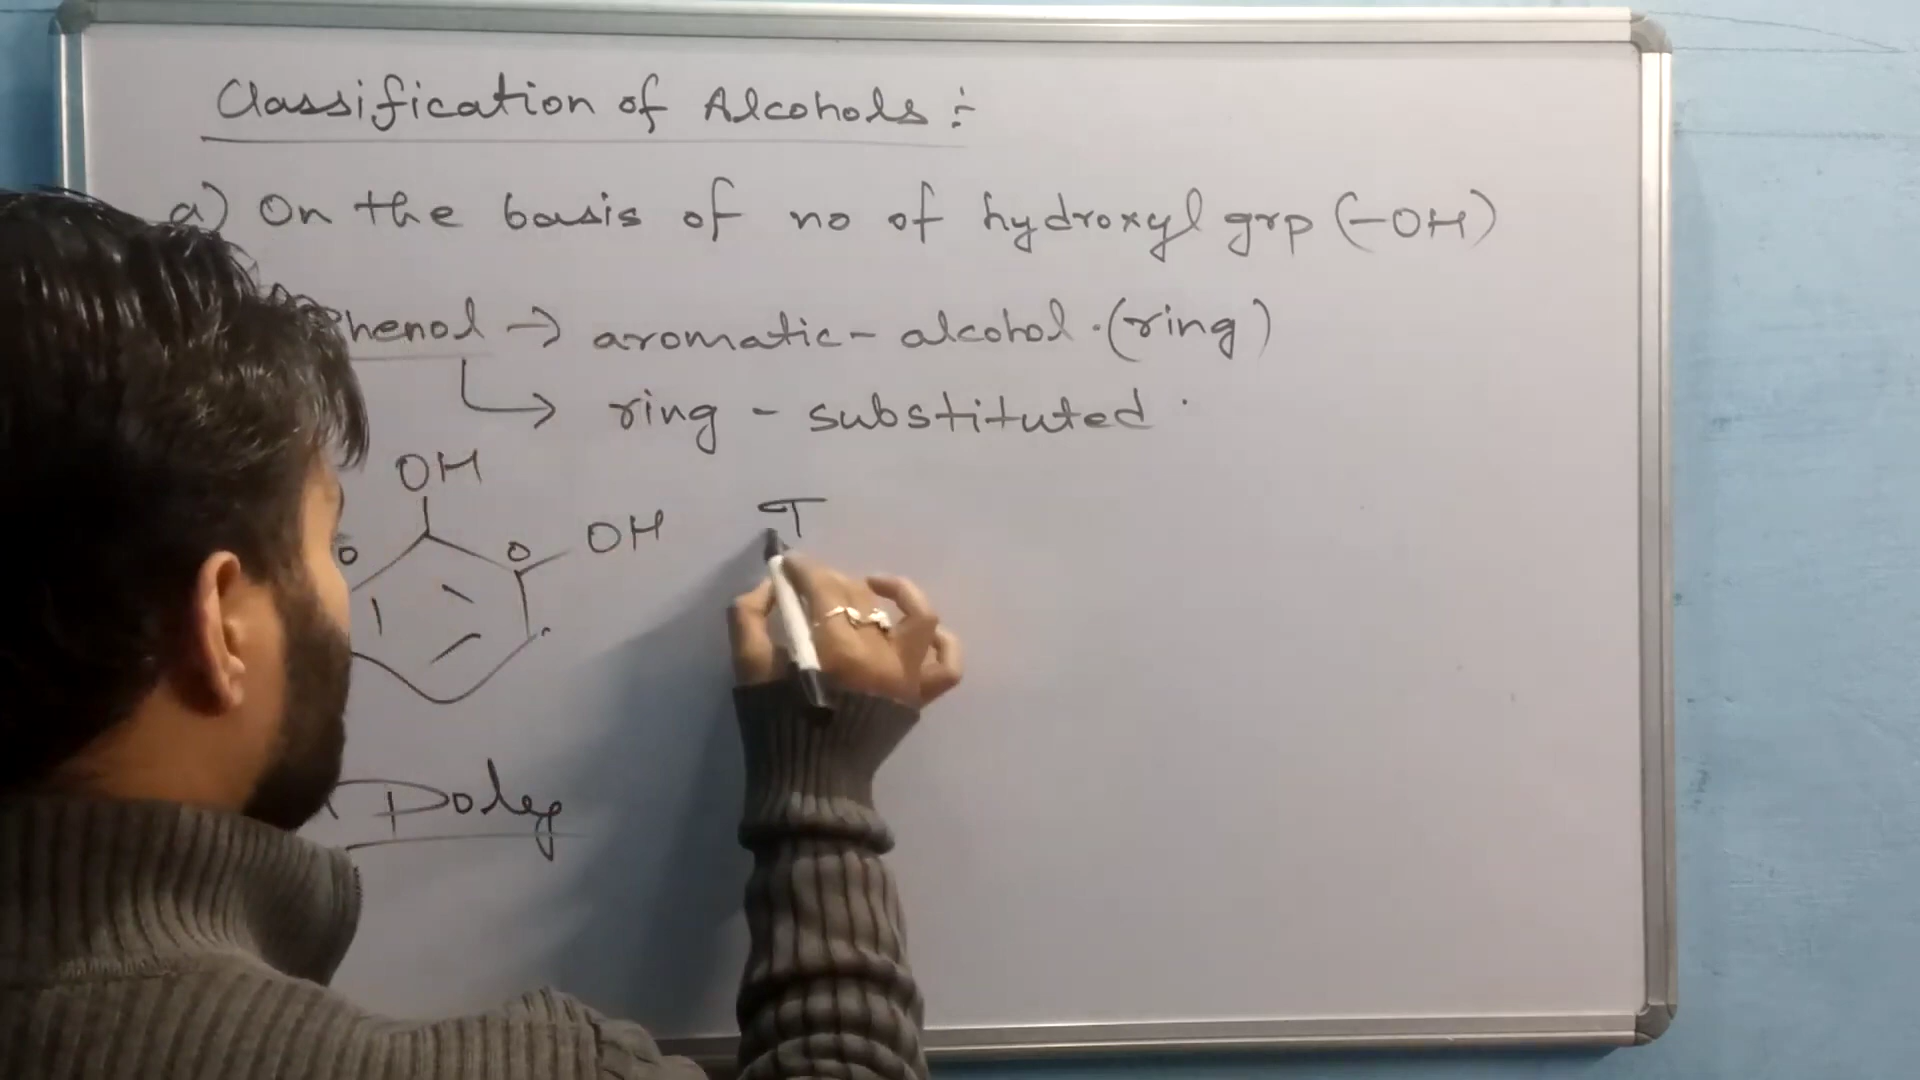 Classification of Alcohols :-
a) On the basis of no of hydroxyl grp (-OH)
Phenol → aromatic - alcohol. (ring)
→ ring - substituted .
OH
o o OH
T
Poly